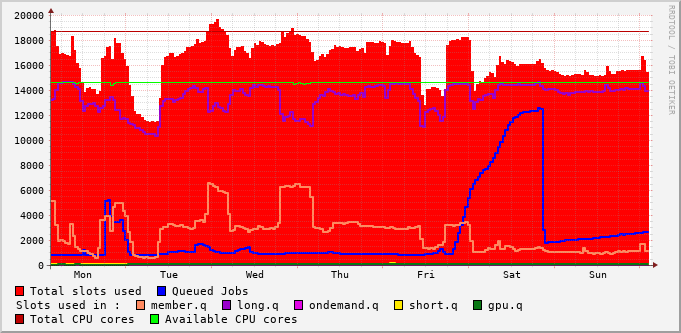 RRDTOOL / TOBI OETIKER
20000
18000
16000
14000
12000
10000
8000
6000
4000
2000
0
Mon Tue Wed Thu Fri Sat Sun
Total slots used Queued Jobs
Slots used in : member.q long.q ondemand.q short.q gpu.q
Total CPU cores Available CPU cores